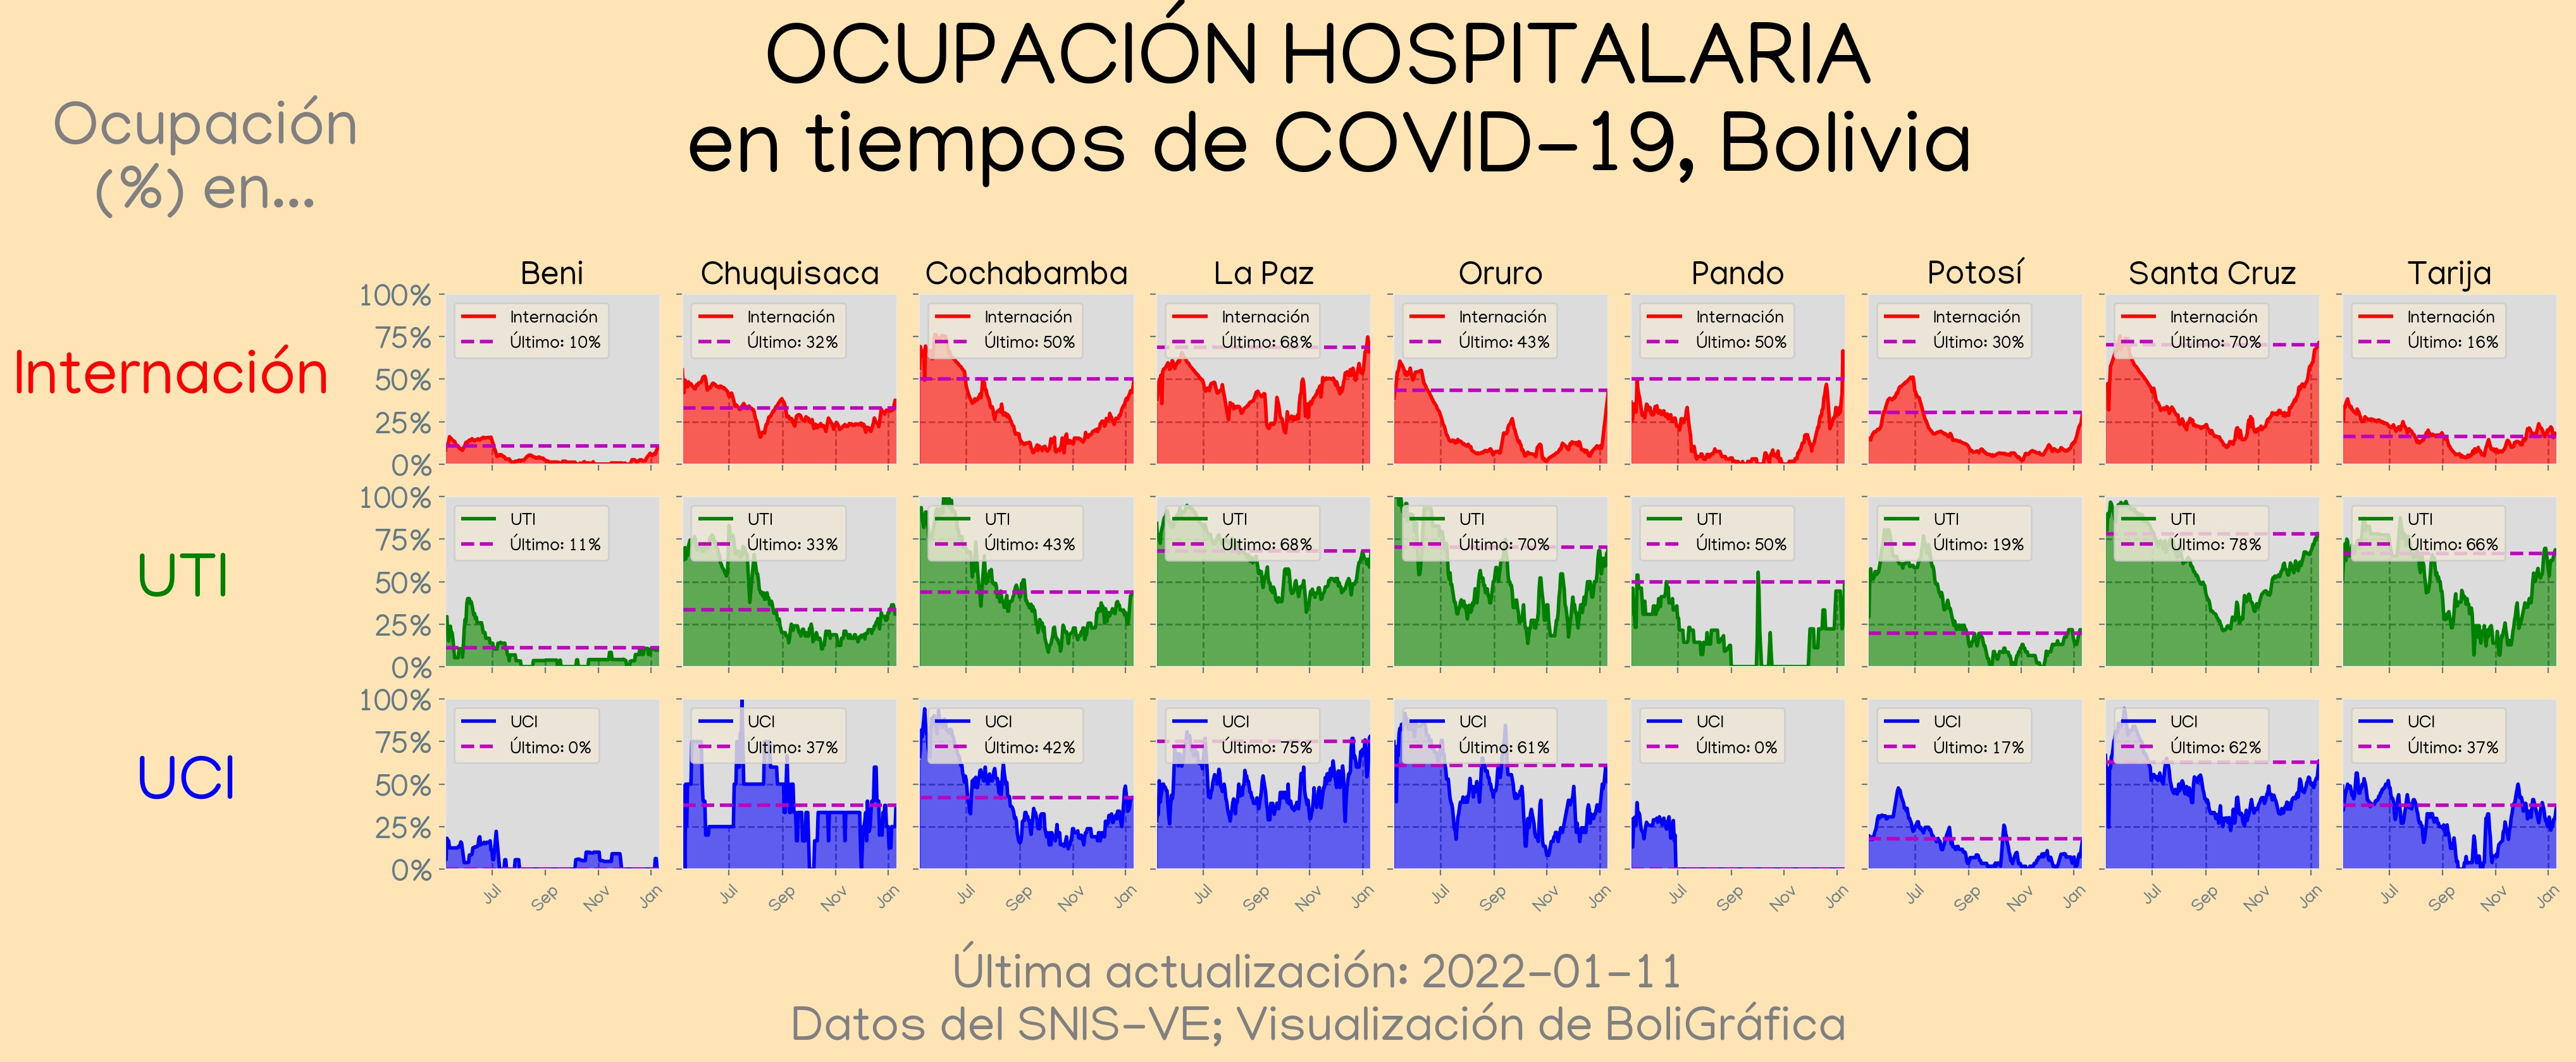 OCUPACIÓN HOSPITALARIA
en tiempos de COVID-19, Bolivia
Ocupación
(%) en...
Beni
Chuquisaca
Cochabamba
La Paz
Oruro
Pando
Potosí
Santa Cruz
Tarija
Internación
100%
75%
50%
25%
0%
Internación
Último: 10%
Internación
Último: 32%
Internación
Último: 50%
Internación
Último: 68%
Internación
Último: 43%
Internación
Último: 50%
Internación
Último: 30%
Internación
Último: 70%
Internación
Último: 16%
UTI
100%
75%
50%
25%
0%
UTI
Último: 11%
UTI
Último: 33%
UTI
Último: 43%
UTI
Último: 68%
UTI
Último: 70%
UTI
Último: 50%
UTI
Último: 19%
UTI
Último: 78%
UTI
Último: 66%
UCI
100%
75%
50%
25%
0%
UCI
Último: 0%
UCI
Último: 37%
UCI
Último: 42%
UCI
Último: 75%
UCI
Último: 61%
UCI
Último: 0%
UCI
Último: 17%
UCI
Último: 62%
UCI
Último: 37%
Jul Sep Nov Jan
Jul Sep Nov Jan
Jul Sep Nov Jan
Jul Sep Nov Jan
Jul Sep Nov Jan
Jul Sep Nov Jan
Jul Sep Nov Jan
Jul Sep Nov Jan
Jul Sep Nov Jan
Última actualización: 2022-01-11
Datos del SNIS-VE; Visualización de BoliGráfica